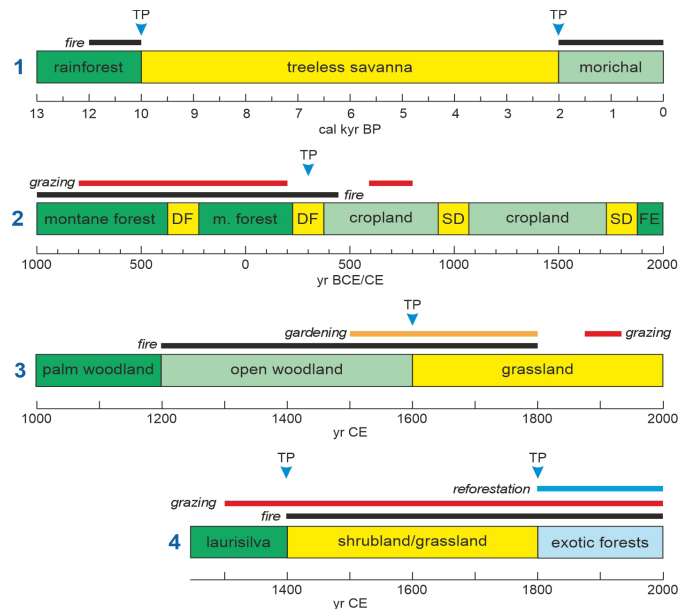 TP TP
fire
1 rainforest treeless savanna morichal
13 12 11 10 9 8 7 6 5 4 3 2 1 0
cal kyr BP
TP
grazing
fire
2 montane forest DF m. forest DF cropland SD cropland SD FE
1000 500 0 500 1000 1500 2000
yr BCE/CE
TP
gardening grazing
fire
3 palm woodland open woodland grassland
1000 1200 1400 1600 1800 2000
yr CE
TP TP
reforestation
grazing
fire
4 laurisilva shrubland/grassland exotic forests
1400 1600 1800 2000
yr CE